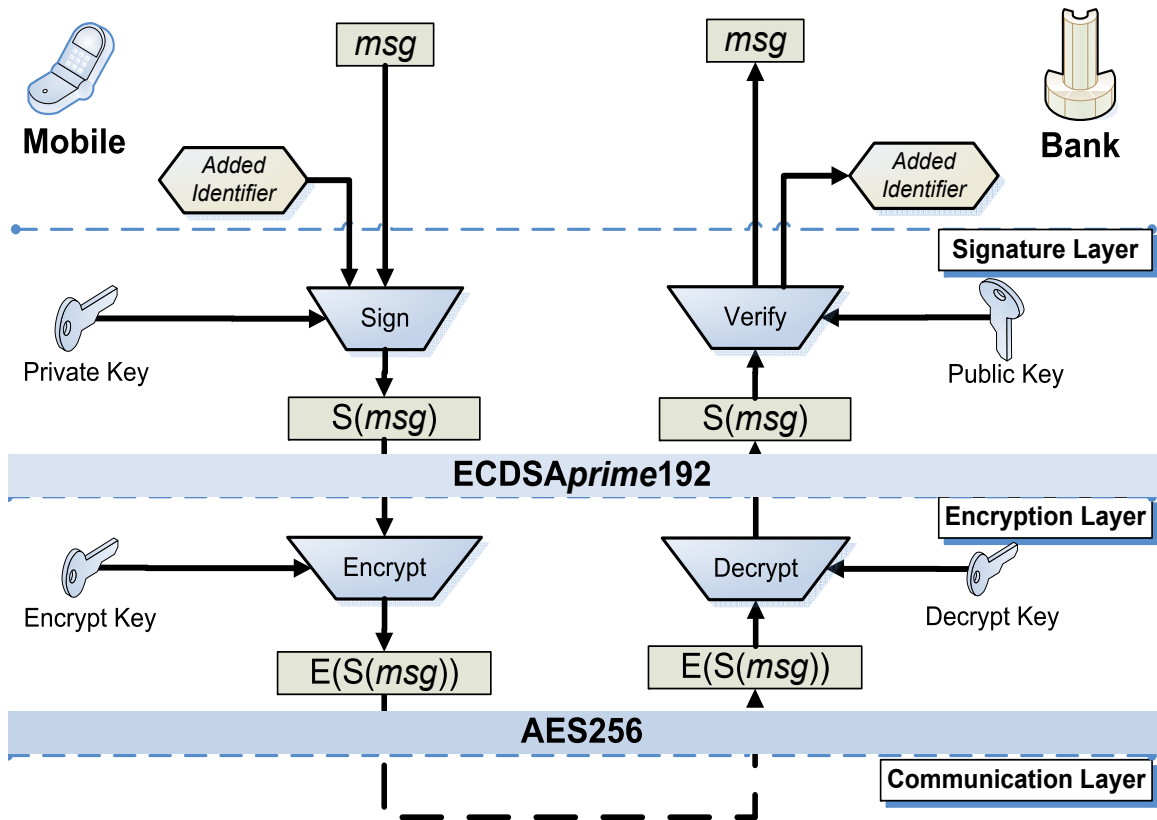 msg
msg
Mobile
Bank
Added
Identifier
Added
Identifier
Signature Layer
Sign
Verify
Private Key
Public Key
S(msg)
S(msg)
ECDSAprime192
Encryption Layer
Encrypt
Decrypt
Encrypt Key
Decrypt Key
E(S(msg))
E(S(msg))
AES256
Communication Layer